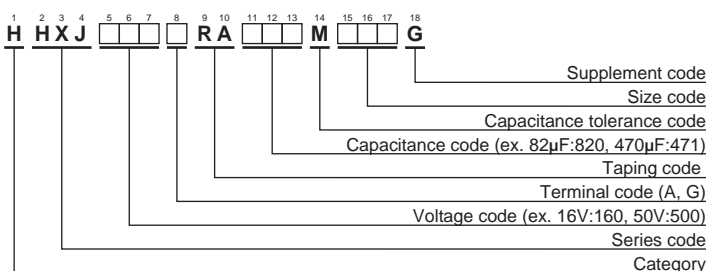 1 2 3 4 5 6 7 8 9 10 11 12 13 14 15 16 17 18
H HXJ □□□ □ RA □□□ M □□□ G
Supplement code
Size code
Capacitance tolerance code
Capacitance code (ex. 82µF:820, 470µF:471)
Taping code
Terminal code (A, G)
Voltage code (ex. 16V:160, 50V:500)
Series code
Category